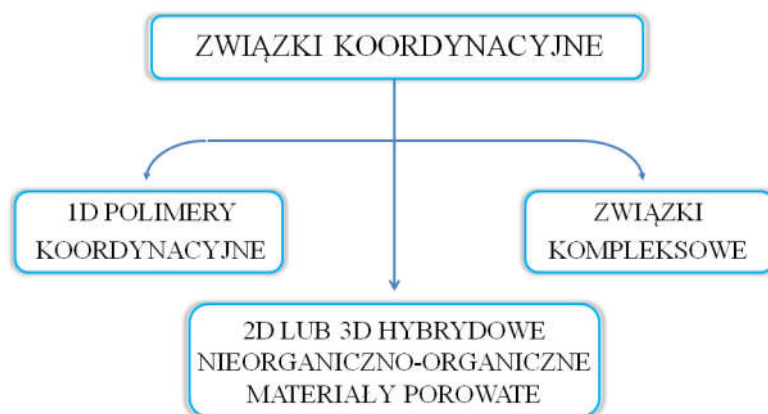 ZWIĄZKI KOORDYNACYJNE
1D POLIMERY
KOORDYNACYJNE
ZWIĄZKI
KOMPLEKSOWE
2D LUB 3D HYBRYDOWE
NIEORGANICZNO-ORGANICZNE
MATERIAŁY POROWATE